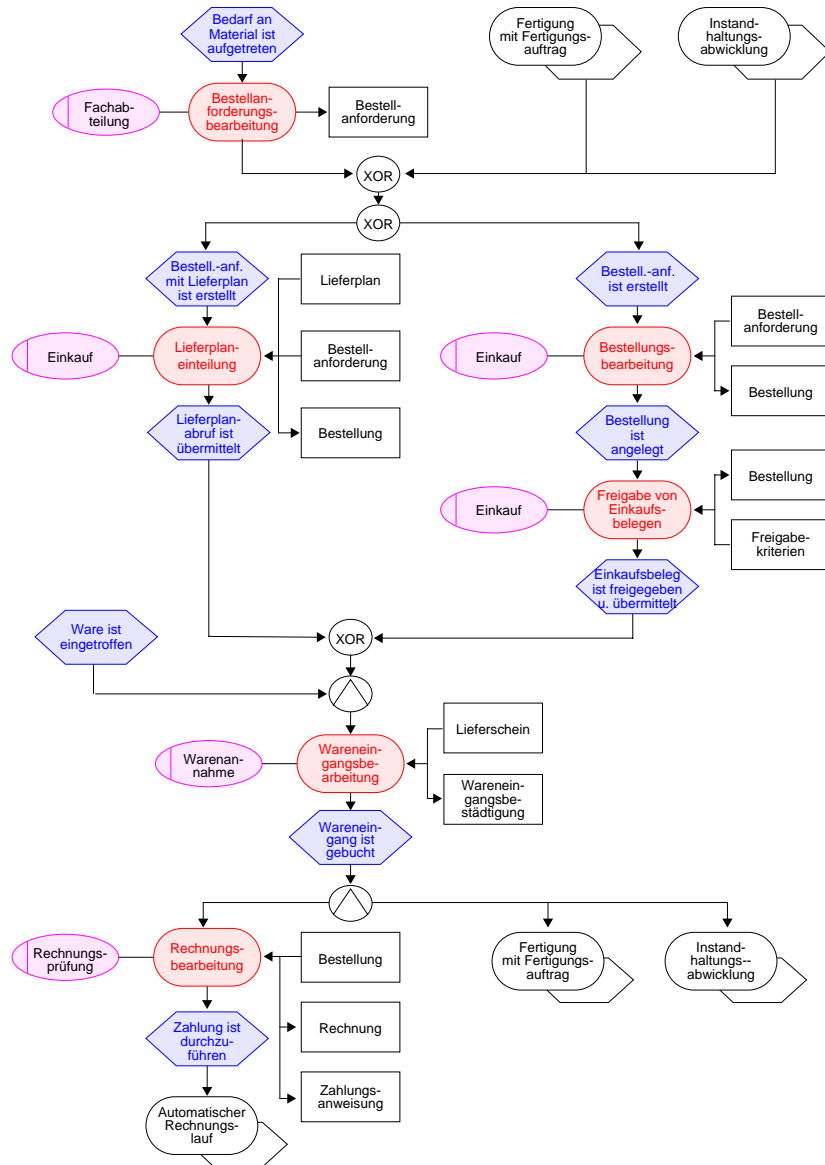 Bedarf an
Material ist
aufgetreten
Fertigung
mit Fertigungs-
auftrag
Instand-
haltungs-
abwicklung
Fachab-
teilung
Bestellan-
forderungs-
bearbeitung
Bestell-
anforderung
XOR
XOR
Bestell.-anf.
mit Lieferplan
ist erstellt
Lieferplan
Bestell.-anf.
ist erstellt
Bestell-
anforderung
Einkauf
Lieferplan-
einteilung
Bestell-
anforderung
Einkauf
Bestellungs-
bearbeitung
Bestellung
Lieferplan-
abruf ist
übermittelt
Bestellung
Bestellung
ist
angelegt
Bestellung
Einkauf
Freigabe von
Einkaufs-
belegen
Freigabe-
kriterien
Einkaufsbeleg
ist freigegeben
u. übermittelt
Ware ist
eingetroffen
XOR
Lieferschein
Warenan-
nahme
Warenein-
gangsbe-
arbeitung
Warenein-
gangsbe-
städtigung
Warenein-
gang ist
gebucht
Rechnungs-
prüfung
Rechnungs-
bearbeitung
Bestellung
Fertigung
mit Fertigungs-
auftrag
Instand-
haltungs--
abwicklung
Rechnung
Zahlung ist
durchzu-
führen
Zahlungs-
anweisung
Automatischer
Rechnungs-
lauf